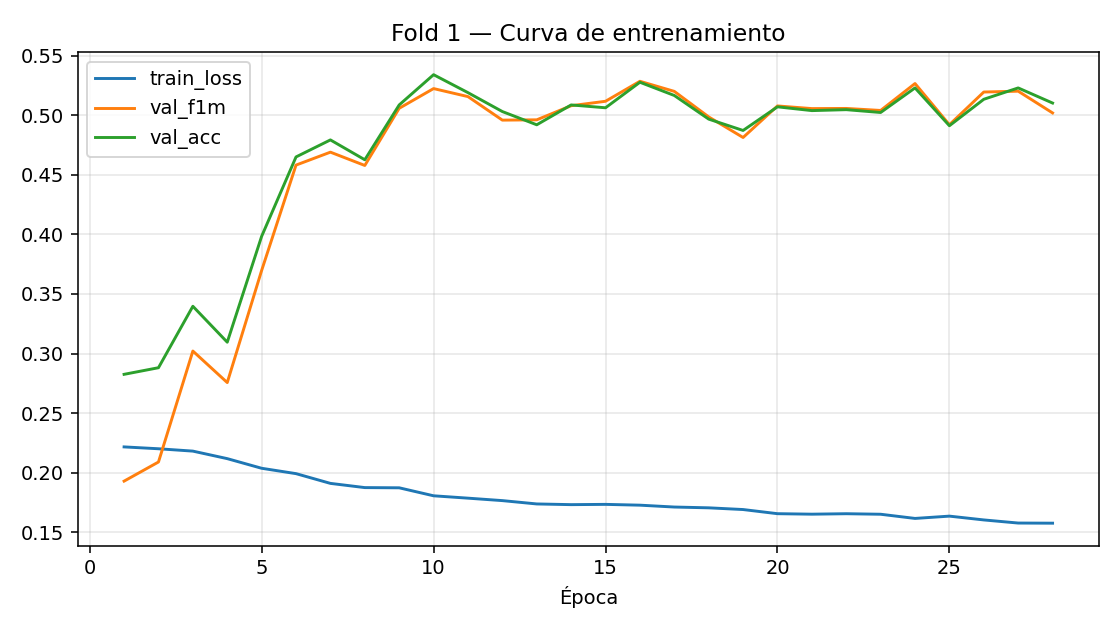 Fold 1 — Curva de entrenamiento
train_loss
val_f1m
val_acc
0.55
0.50
0.45
0.40
0.35
0.30
0.25
0.20
0.15
0 5 10 15 20 25
Época